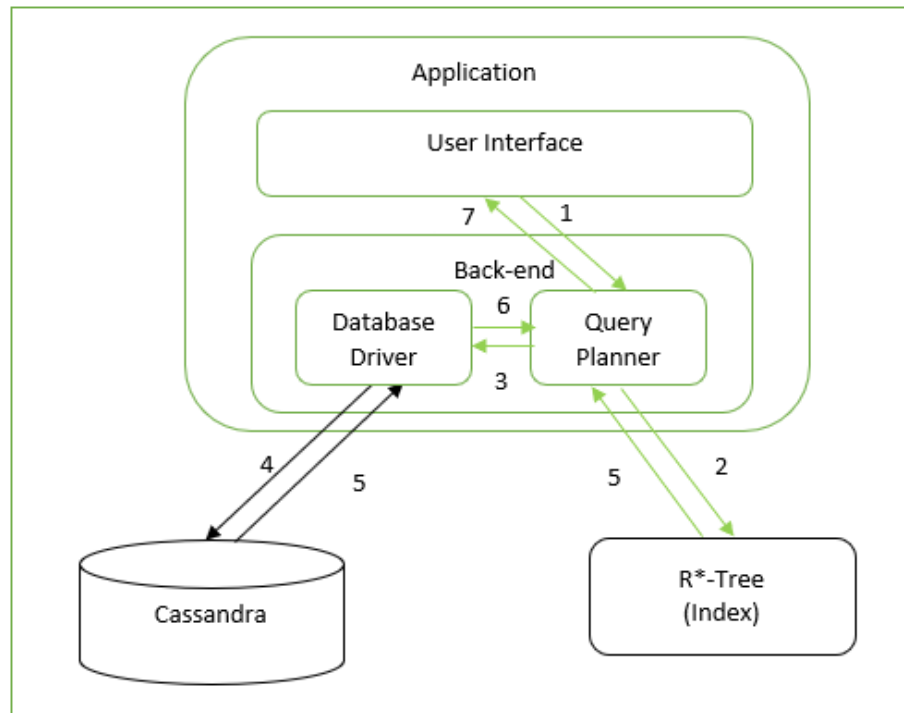 Application
User Interface
7
1
Back-end
Database
Driver
6
3
Query
Planner
4
5
5
2
Cassandra
R*-Tree
(Index)